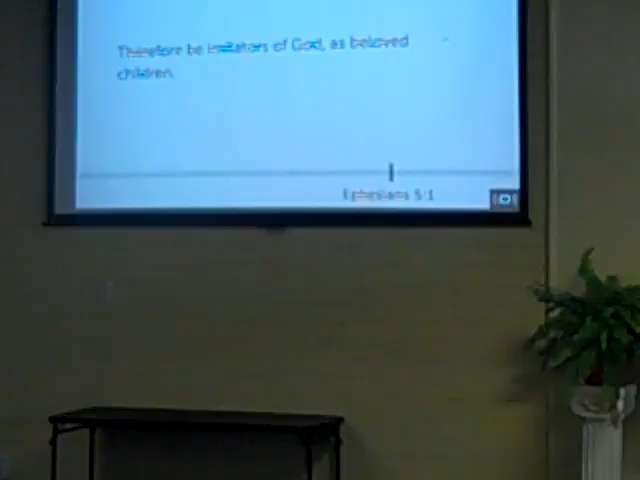 Therefore be imitators of God, as beloved
children.
Ephesians 5:1